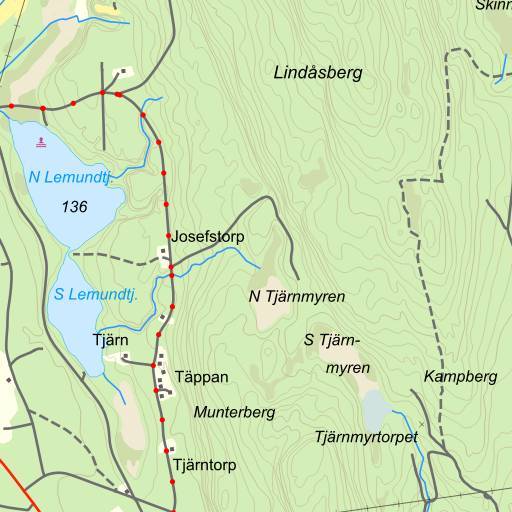 Skinn
Lindåsberg
N Lemundtj.
136
Josefstorp
S Lemundtj.
N Tjärnmyren
Tjärn
S Tjärn-
myren
Täppan
Kampberg
Munterberg
Tjärnmyrtorpet
Tjärntorp